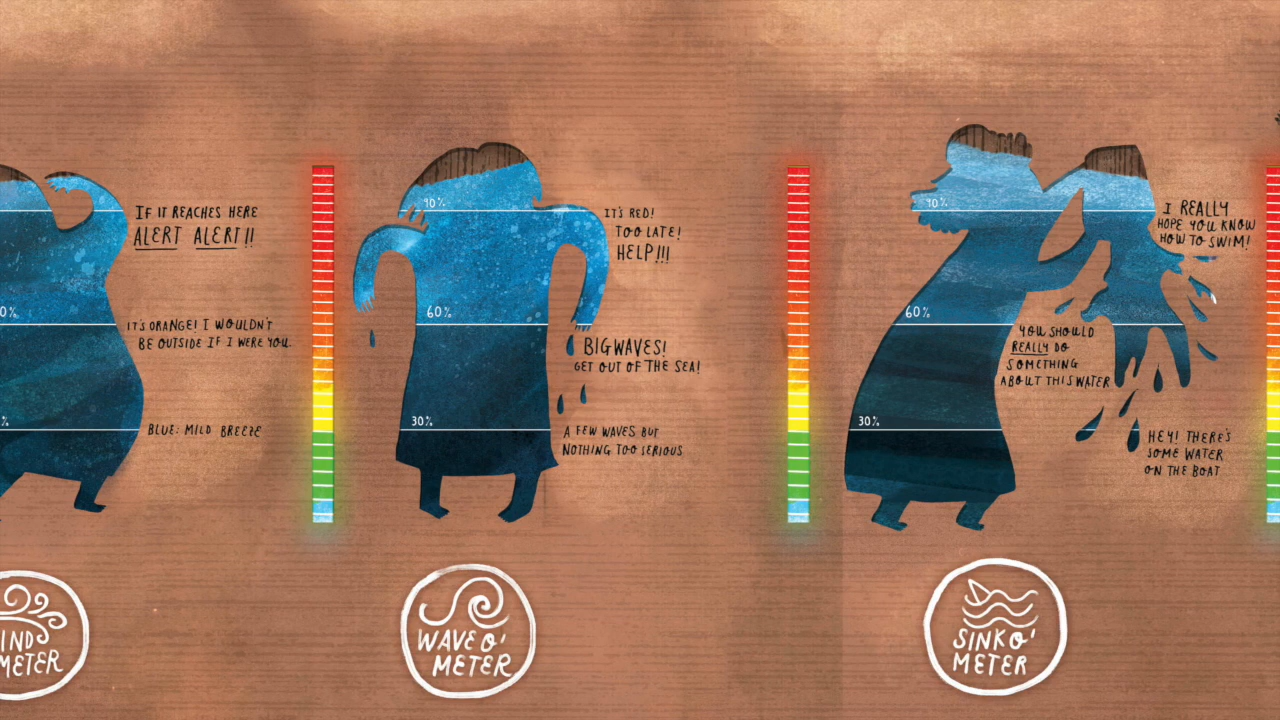 IF IT REACHES HERE
ALERT ALERT!!
0%
IT'S ORANGE! I WOULDN'T
BE OUTSIDE IF I WERE YOU.
%
BLUE: MILD BREEZE
IND
METER
90%
IT'S RED!
TOO LATE!
HELP!!!
60%
BIG WAVES!
GET OUT OF THE SEA!
30%
A FEW WAVES BUT
NOTHING TOO SERIOUS
WAVE O'
METER
90%
I REALLY
HOPE YOU KNOW
HOW TO SWIM!
60%
YOU SHOULD
REALLY DO
SOMETHING
ABOUT THIS WATER
30%
HEY! THERE'S
SOME WATER
ON THE BOAT
SINK O'
METER